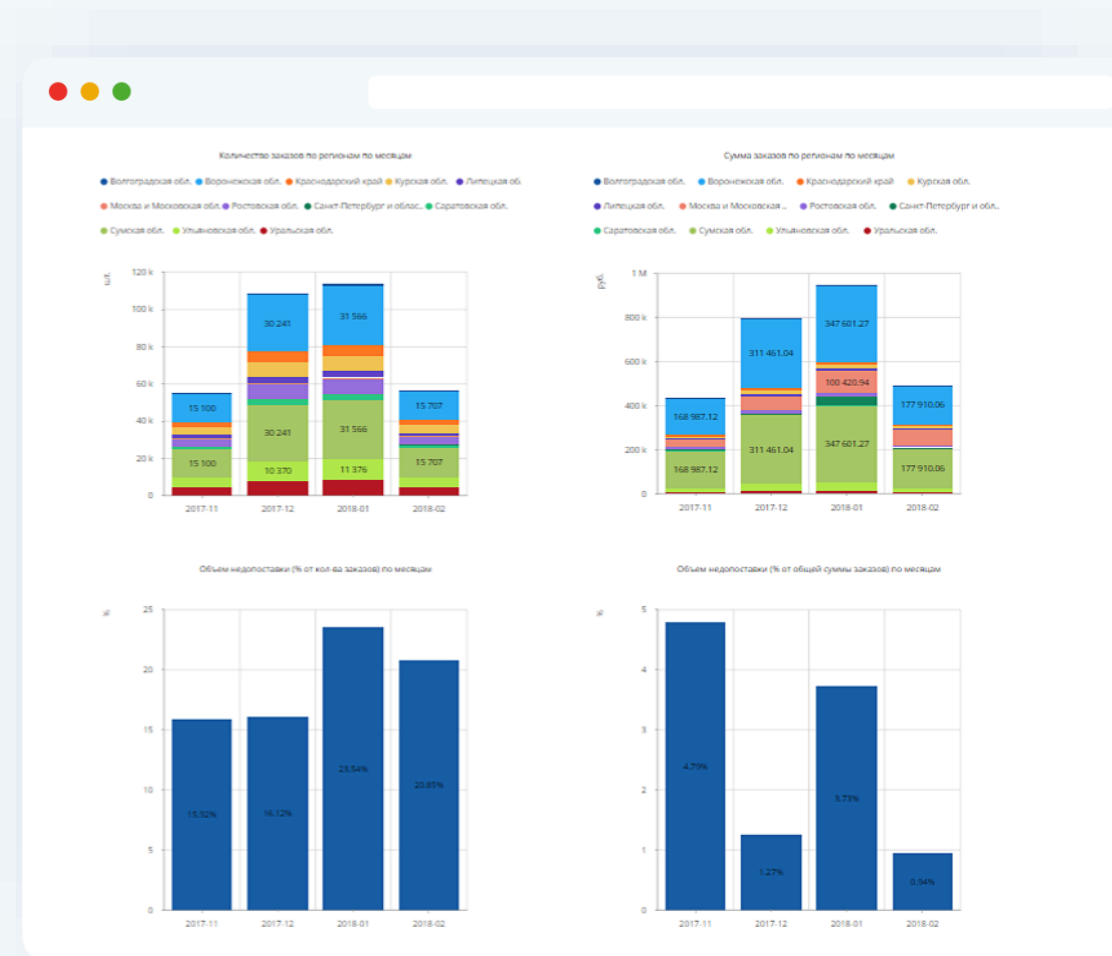 Количество заказов по регионам по месяцам
Волгоградская обл. Воронежская обл. Краснодарский край Курская обл. Липецкая об
Москва и Московская обл. Ростовская обл. Санкт-Петербург и облас.. Саратовская обл.
Сумская обл. Ульяновская обл. Уральская обл.
шт.
120 k
100 k
80 k
60 k
40 k
20 k
0
15 100
15 100
30 241
30 241
10 370
31 566
31 566
11 376
15 707
15 707
2017-11 2017-12 2018-01 2018-02
Сумма заказов по регионам по месяцам
Волгоградская обл. Воронежская обл. Краснодарский край Курская обл.
Липецкая обл. Москва и Московская .. Ростовская обл. Санкт-Петербург и обл..
Саратовская обл. Сумская обл. Ульяновская обл. Уральская обл.
руб.
1 M
800 k
600 k
400 k
200 k
0
168 987.12
168 987.12
311 461.04
311 461.04
347 601.27
100 420.94
347 601.27
177 910.06
177 910.06
2017-11 2017-12 2018-01 2018-02
Объем недопоставки (% от кол-ва заказов) по месяцам
%
25
20
15
10
5
0
15.92%
16.12%
23.54%
20.85%
2017-11 2017-12 2018-01 2018-02
Объем недопоставки (% от общей суммы заказов) по месяцам
%
5
4
3
2
1
0
4.79%
1.27%
3.73%
0.94%
2017-11 2017-12 2018-01 2018-02